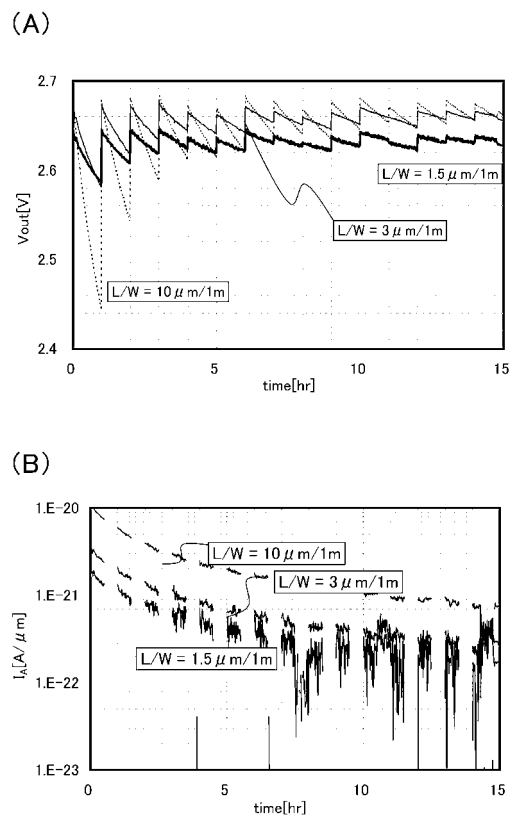 (A)
2.7
2.6
2.5
2.4
Vout[V]
L/W = 1.5 μm/1m
L/W = 3 μm/1m
L/W = 10 μm/1m
0
5
10
15
time[hr]
(B)
1.E-20
1.E-21
1.E-22
1.E-23
I_A[A/μm]
L/W = 10 μm/1m
L/W = 3 μm/1m
L/W = 1.5 μm/1m
0
5
10
15
time[hr]